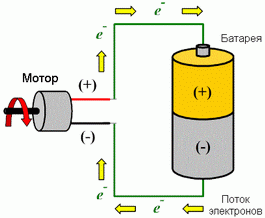 e⁻ e⁻
Батарея
e⁻
Мотор
(+)
(+)
(-)
(-)
e⁻
e⁻ e⁻
Поток
электронов